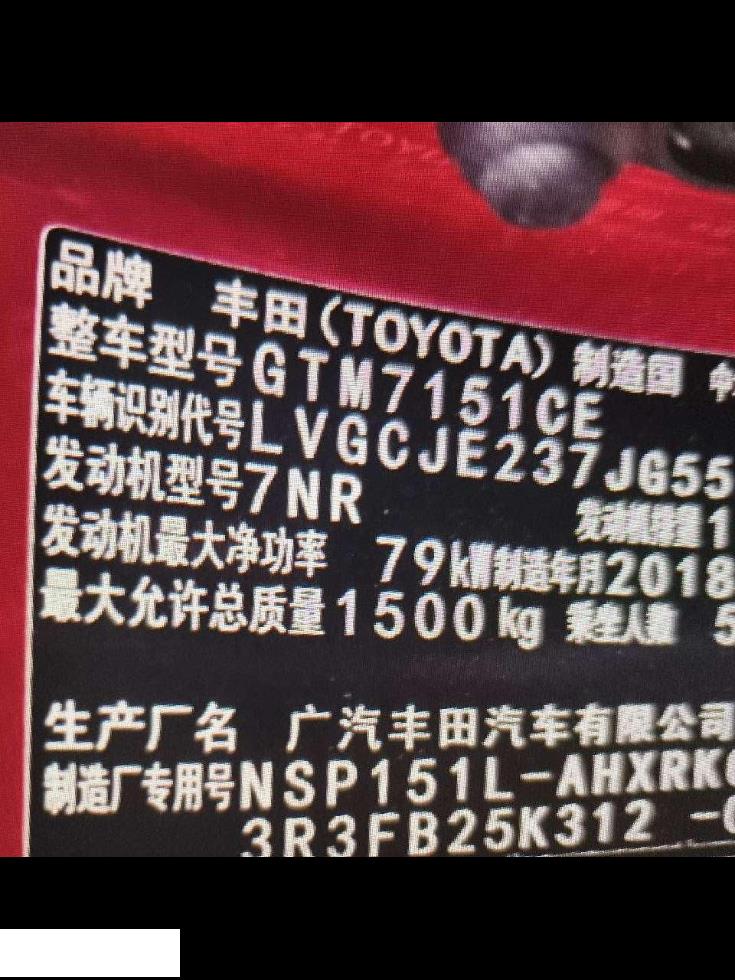 品牌 丰田(TOYOTA) 制造国
整车型号GTM7151CE
车辆识别代号LVGCJE237JG55
发动机型号7NR 发动机排量1
发动机最大净功率 79kW制造年月2018
最大允许总质量1500kg 乘坐人数 5
生产厂名 广汽丰田汽车有限公司
制造厂专用号NSP151L-AHXRK
3R3FB25K312 -